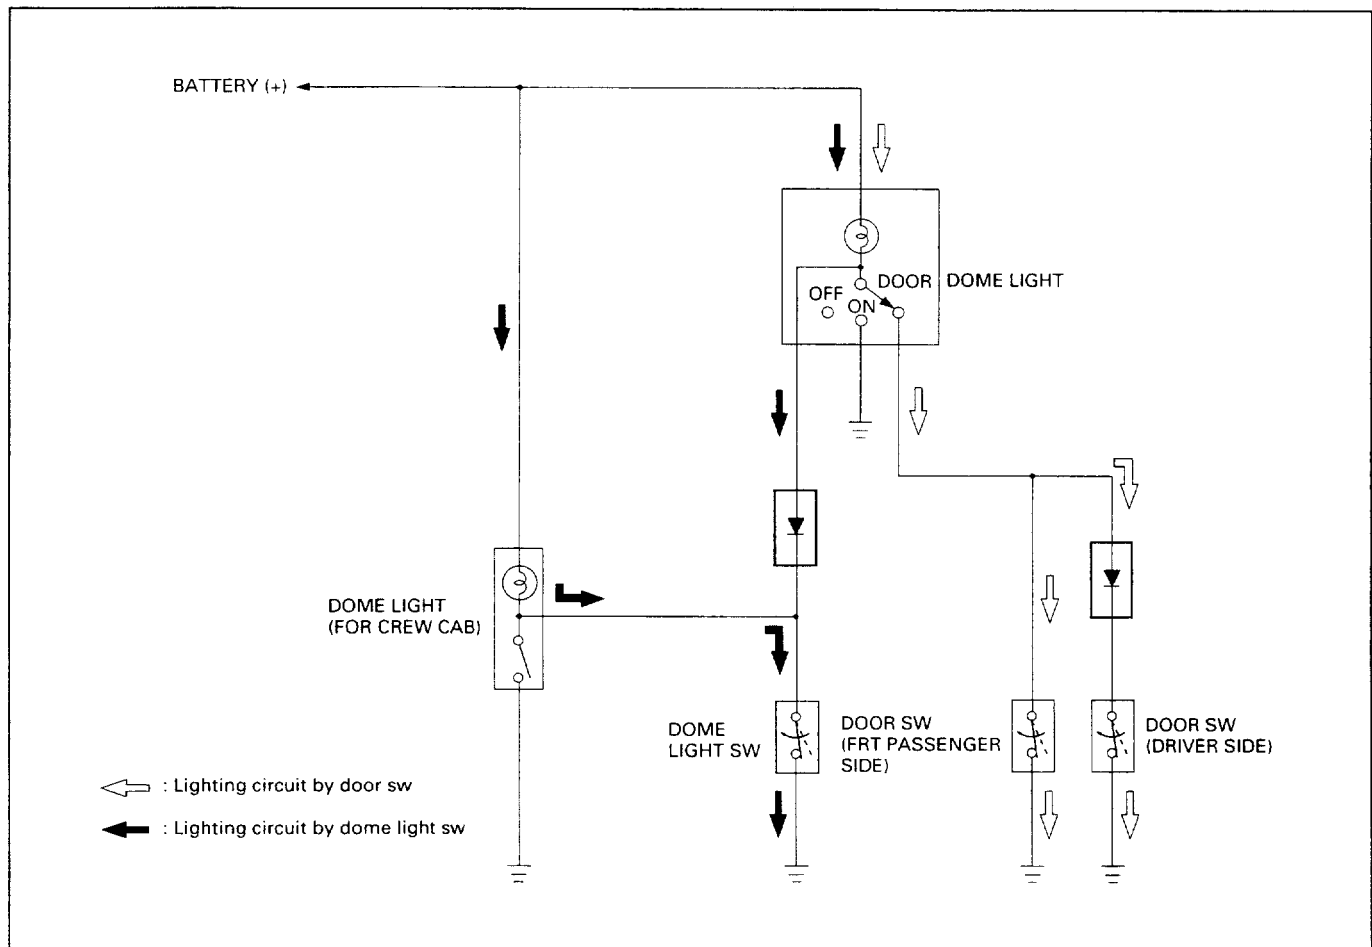 BATTERY (+)
DOOR DOME LIGHT
OFF
ON
DOME LIGHT
(FOR CREW CAB)
DOME
LIGHT SW
DOOR SW
(FRT PASSENGER
SIDE)
DOOR SW
(DRIVER SIDE)
: Lighting circuit by door sw
: Lighting circuit by dome light sw